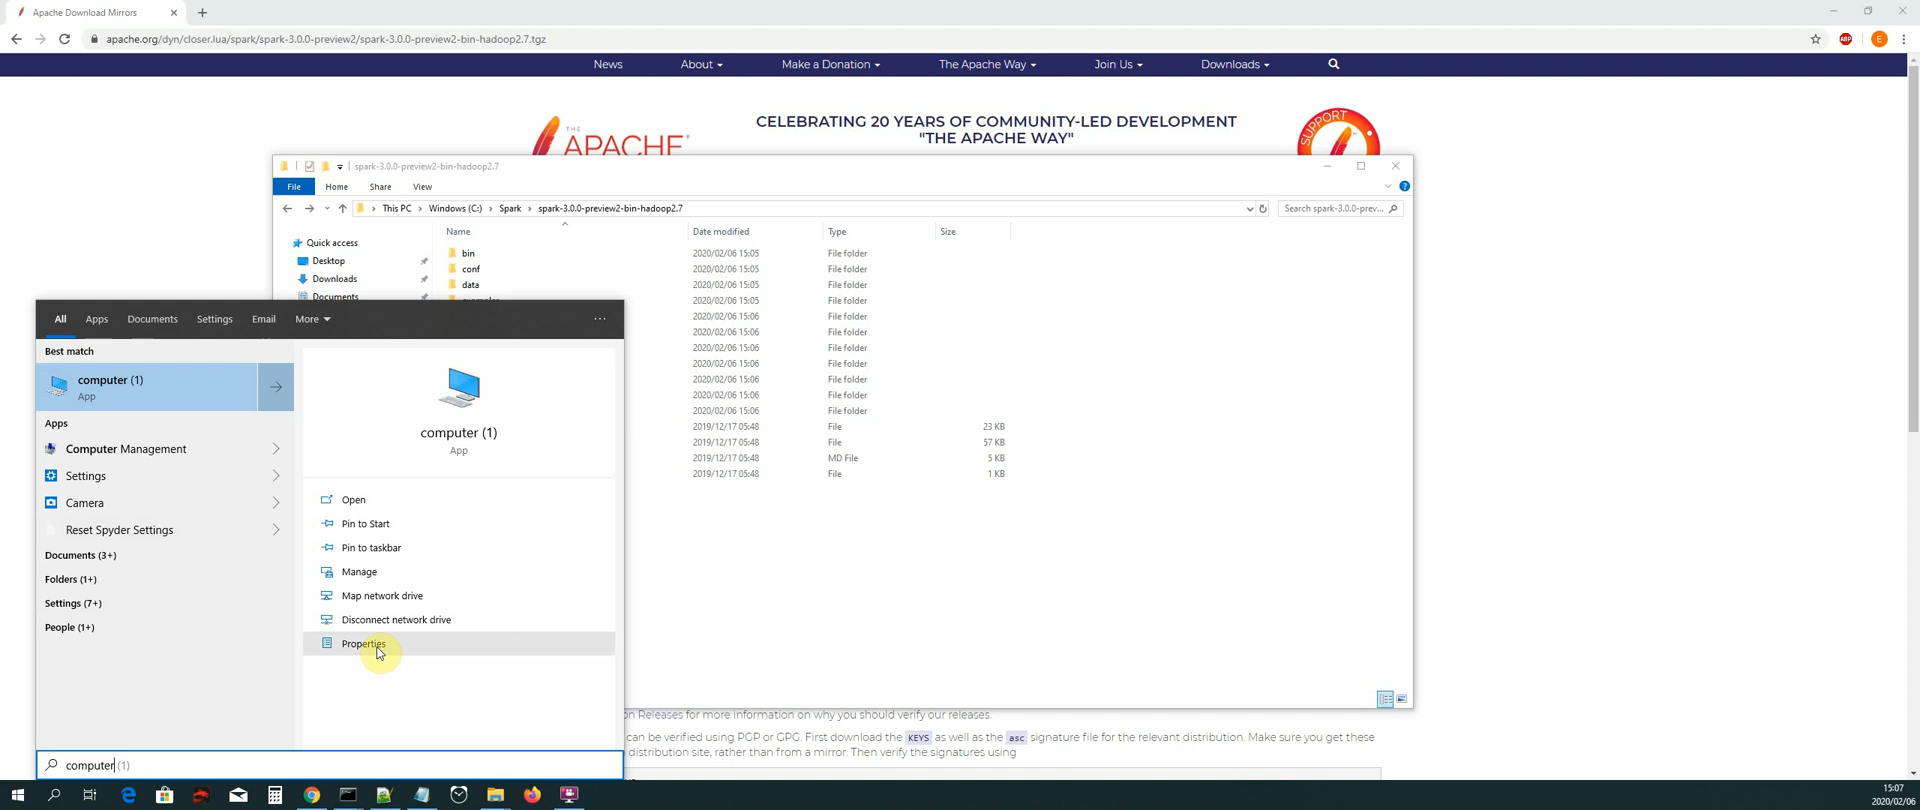 Apache Download Mirrors
apache.org/dyn/closer.lua/spark/spark-3.0.0-preview2/spark-3.0.0-preview2-bin-hadoop2.7.tgz
ABP
E
News
About
Make a Donation
The Apache Way
Join Us
Downloads
THE
APACHE®
CELEBRATING 20 YEARS OF COMMUNITY-LED DEVELOPMENT
"THE APACHE WAY"
SUPPORT
spark-3.0.0-preview2-bin-hadoop2.7
File
Home
Share
View
This PC
Windows (C:)
Spark
spark-3.0.0-preview2-bin-hadoop2.7
Search spark-3.0.0-prev...
Name
Date modified
Type
Size
Quick access
Desktop
Downloads
Documents
bin 2020/02/06 15:05 File folder
conf 2020/02/06 15:05 File folder
data 2020/02/06 15:05 File folder
2020/02/06 15:05 File folder
2020/02/06 15:06 File folder
2020/02/06 15:06 File folder
2020/02/06 15:06 File folder
2020/02/06 15:06 File folder
2020/02/06 15:06 File folder
2020/02/06 15:06 File folder
2020/02/06 15:06 File folder
2019/12/17 05:48 File 23 KB
2019/12/17 05:48 File 57 KB
2019/12/17 05:48 MD File 5 KB
2019/12/17 05:48 File 1 KB
All
Apps
Documents
Settings
Email
More
Best match
computer (1)
App
Apps
Computer Management
Settings
Camera
Reset Spyder Settings
Documents (3+)
Folders (1+)
Settings (7+)
People (1+)
computer (1)
App
Open
Pin to Start
Pin to taskbar
Manage
Map network drive
Disconnect network drive
Properties
on Releases for more information on why you should verify our releases.
can be verified using PGP or GPG. First download the KEYS as well as the asc signature file for the relevant distribution. Make sure you get these
distribution site, rather than from a mirror. Then verify the signatures using
computer (1)
15:07
2020/02/06